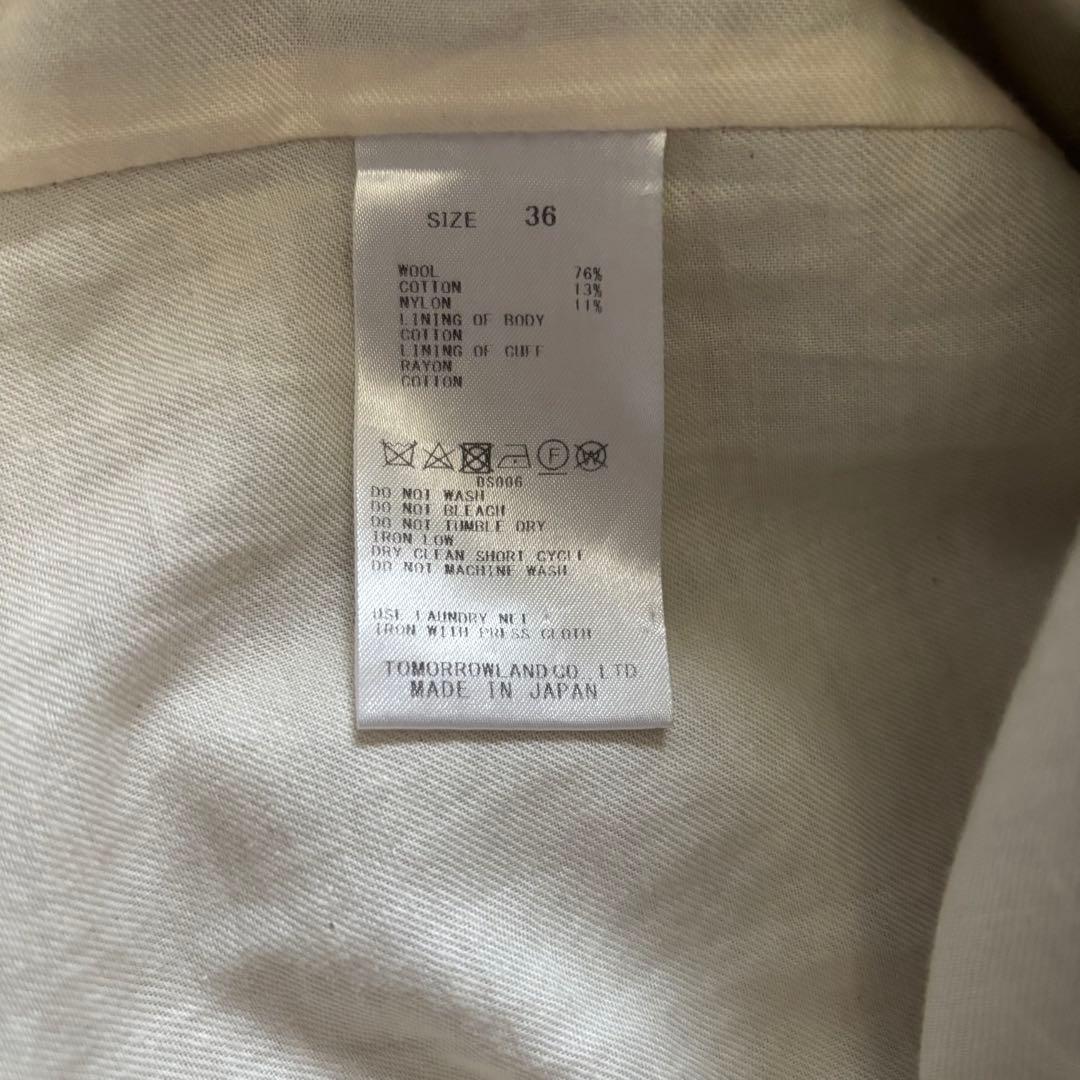 SIZE 36
WOOL 76%
COTTON 13%
NYLON 11%
LINING OF BODY
COTTON
LINING OF CUFF
RAYON
COTTON
F W
DS006
DO NOT WASH
DO NOT BLEACH
DO NOT TUMBLE DRY
IRON LOW
DRY CLEAN SHORT CYCLE
DO NOT MACHINE WASH
USE LAUNDRY NET
IRON WITH PRESS CLOTH
TOMORROWLAND CO LTD
MADE IN JAPAN